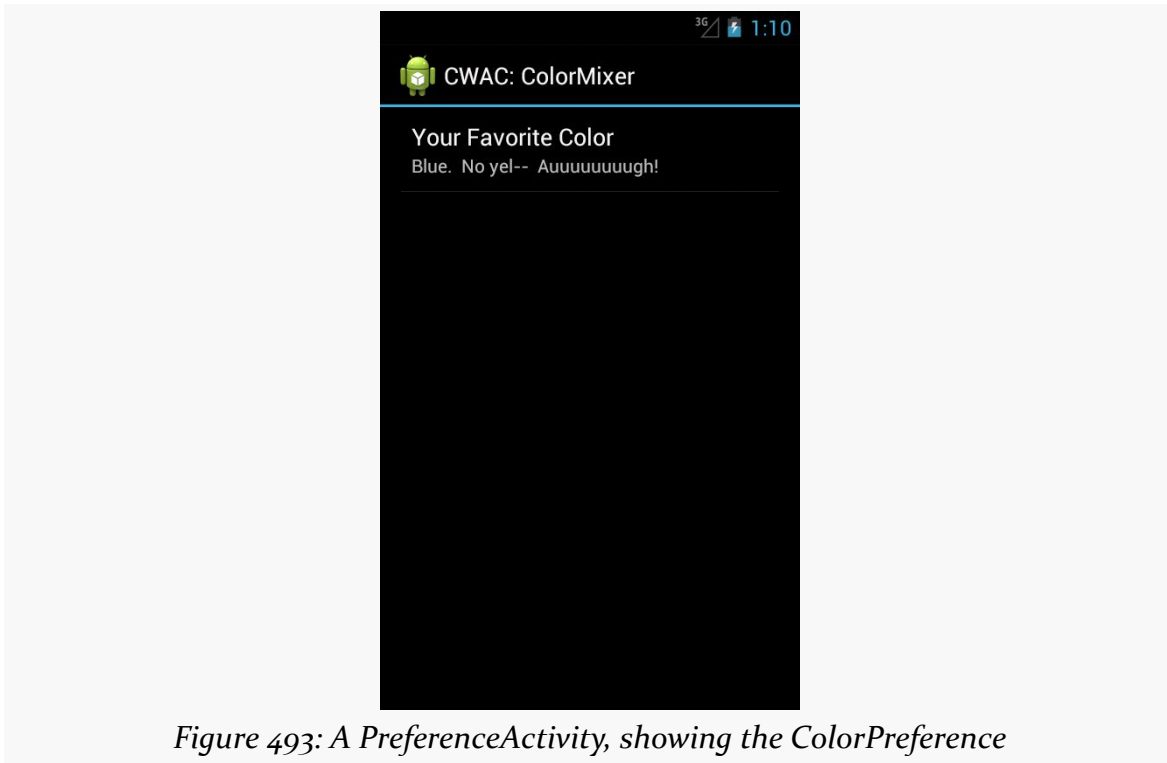 3G 1:10
CWAC: ColorMixer
Your Favorite Color
Blue.  No yel--  Auuuuuuuugh!
Figure 493: A PreferenceActivity, showing the ColorPreference